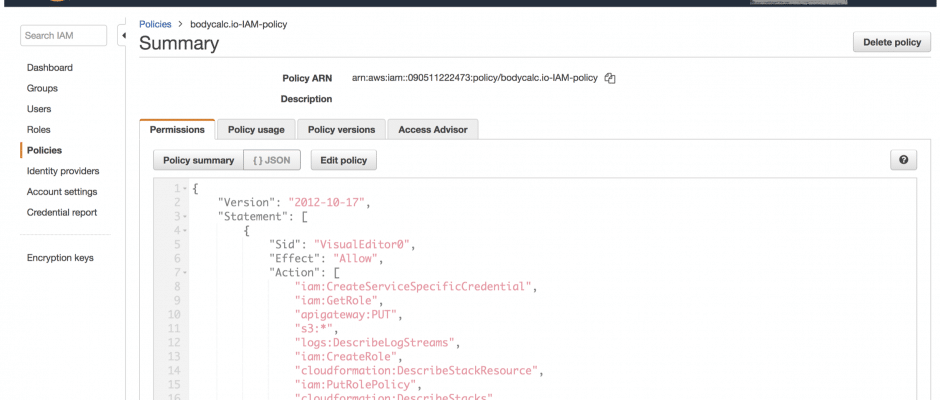 Policies > bodycalc.io-IAM-policy
Search IAM
Summary
Delete policy
Dashboard
Groups
Users
Roles
Policies
Identity providers
Account settings
Credential report
Encryption keys
Policy ARN arn:aws:iam::090511222473:policy/bodycalc.io-IAM-policy
Description
Permissions Policy usage Policy versions Access Advisor
Policy summary { } JSON Edit policy
1 {
2 "Version": "2012-10-17",
3 "Statement": [
4 {
5 "Sid": "VisualEditor0",
6 "Effect": "Allow",
7 "Action": [
8 "iam:CreateServiceSpecificCredential",
9 "iam:GetRole",
10 "apigateway:PUT",
11 "s3:*",
12 "logs:DescribeLogStreams",
13 "iam:CreateRole",
14 "cloudformation:DescribeStackResource",
15 "iam:PutRolePolicy",
16 "cloudformation:DescribeStacks"